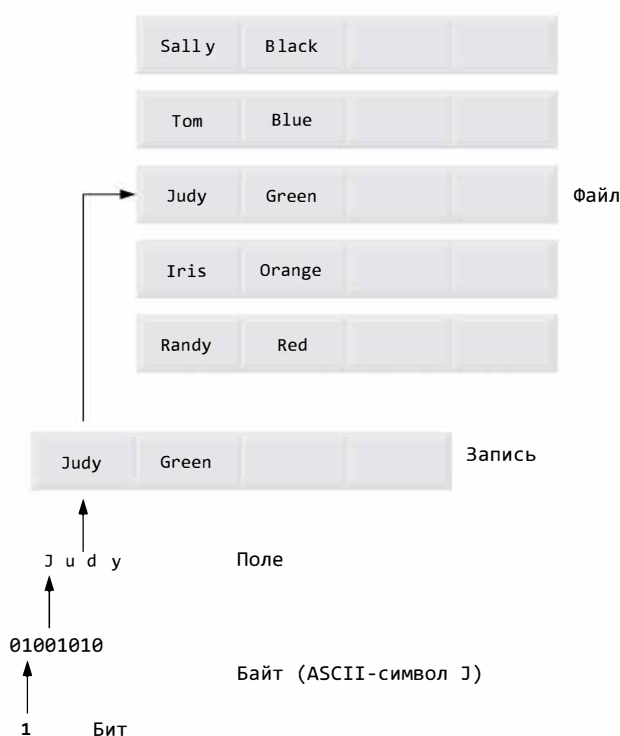 Sally Black
Tom Blue
Judy Green
Файл
Iris Orange
Randy Red
Judy Green
Запись
J u d y Поле
01001010
Байт (ASCII-символ J)
1 Бит